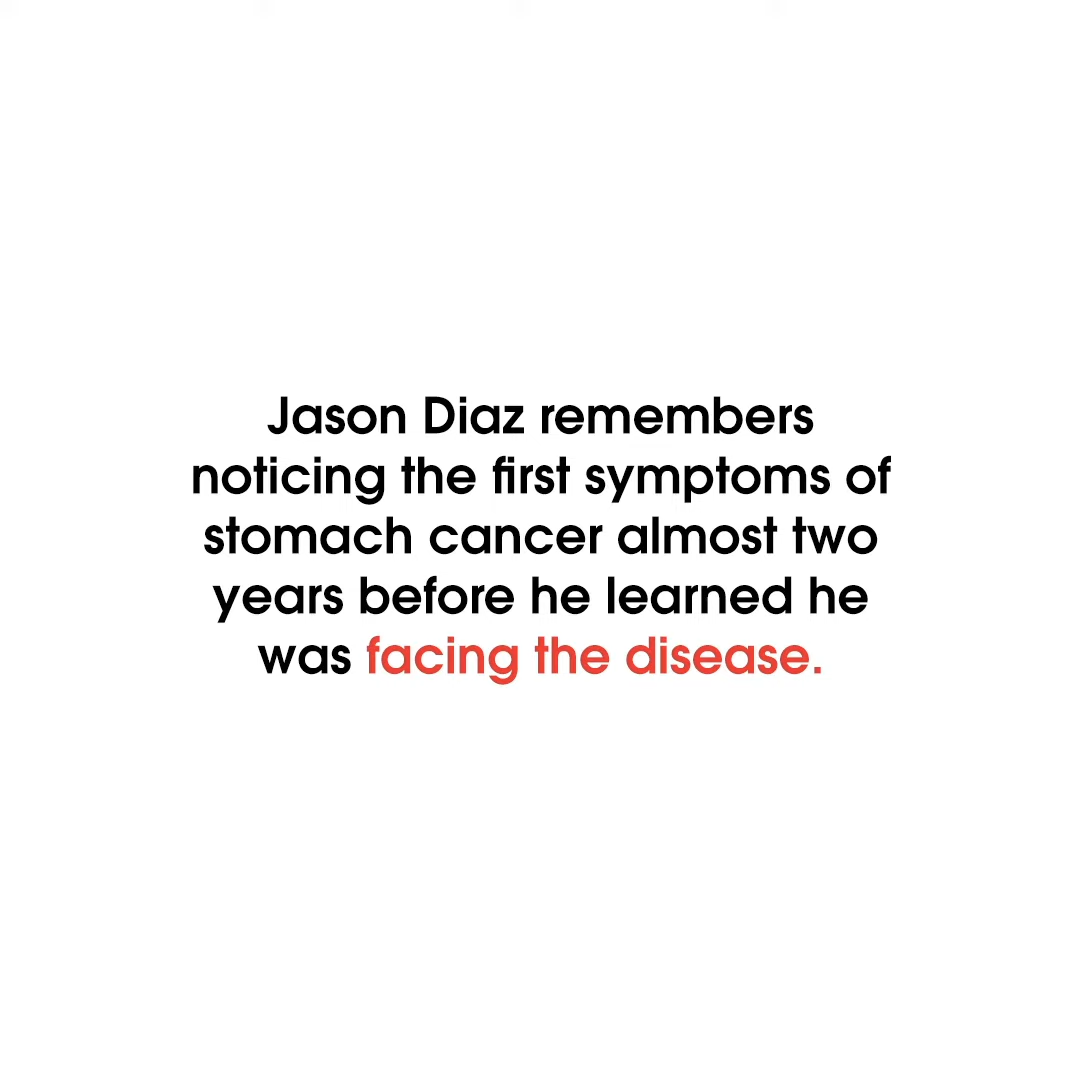 Jason Diaz remembers
noticing the first symptoms of
stomach cancer almost two
years before he learned he
was facing the disease.